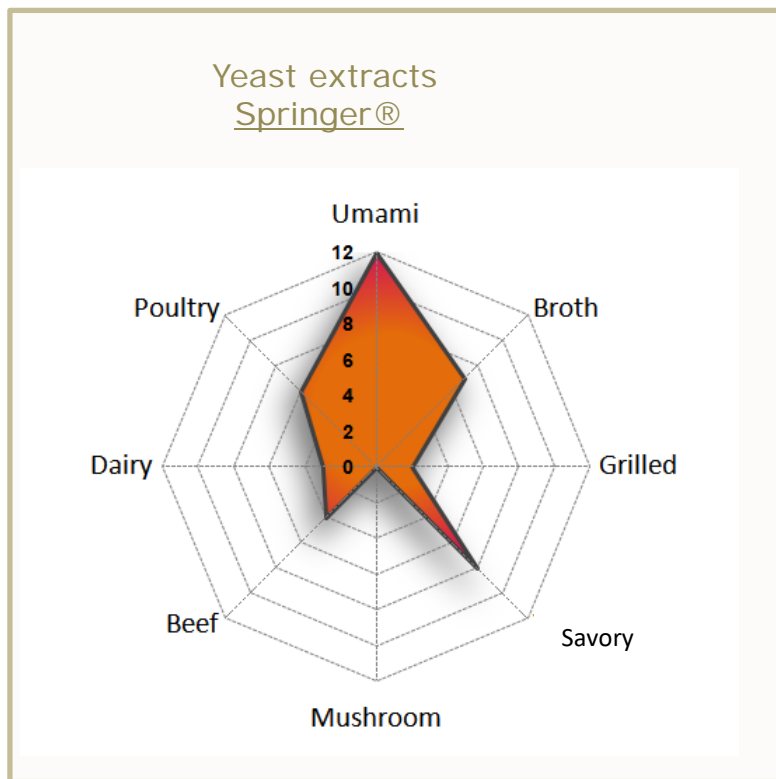 Yeast extracts
Springer®
Umami
12
10
8
6
4
2
0
Broth
Grilled
Savory
Mushroom
Beef
Dairy
Poultry